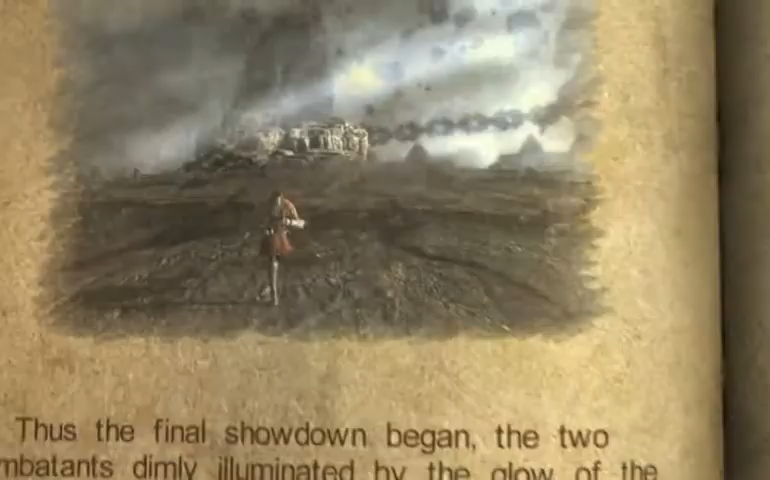 Thus the final showdown began, the two
mbatants dimly illuminated by the glow of the